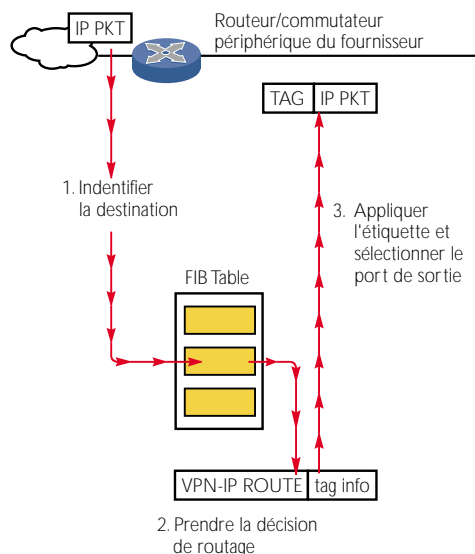 IP PKT
Routeur/commutateur
périphérique du fournisseur
TAG IP PKT
1. Indentifier
la destination
3. Appliquer
l'étiquette et
sélectionner le
port de sortie
FIB Table
VPN-IP ROUTE tag info
2. Prendre la décision
de routage